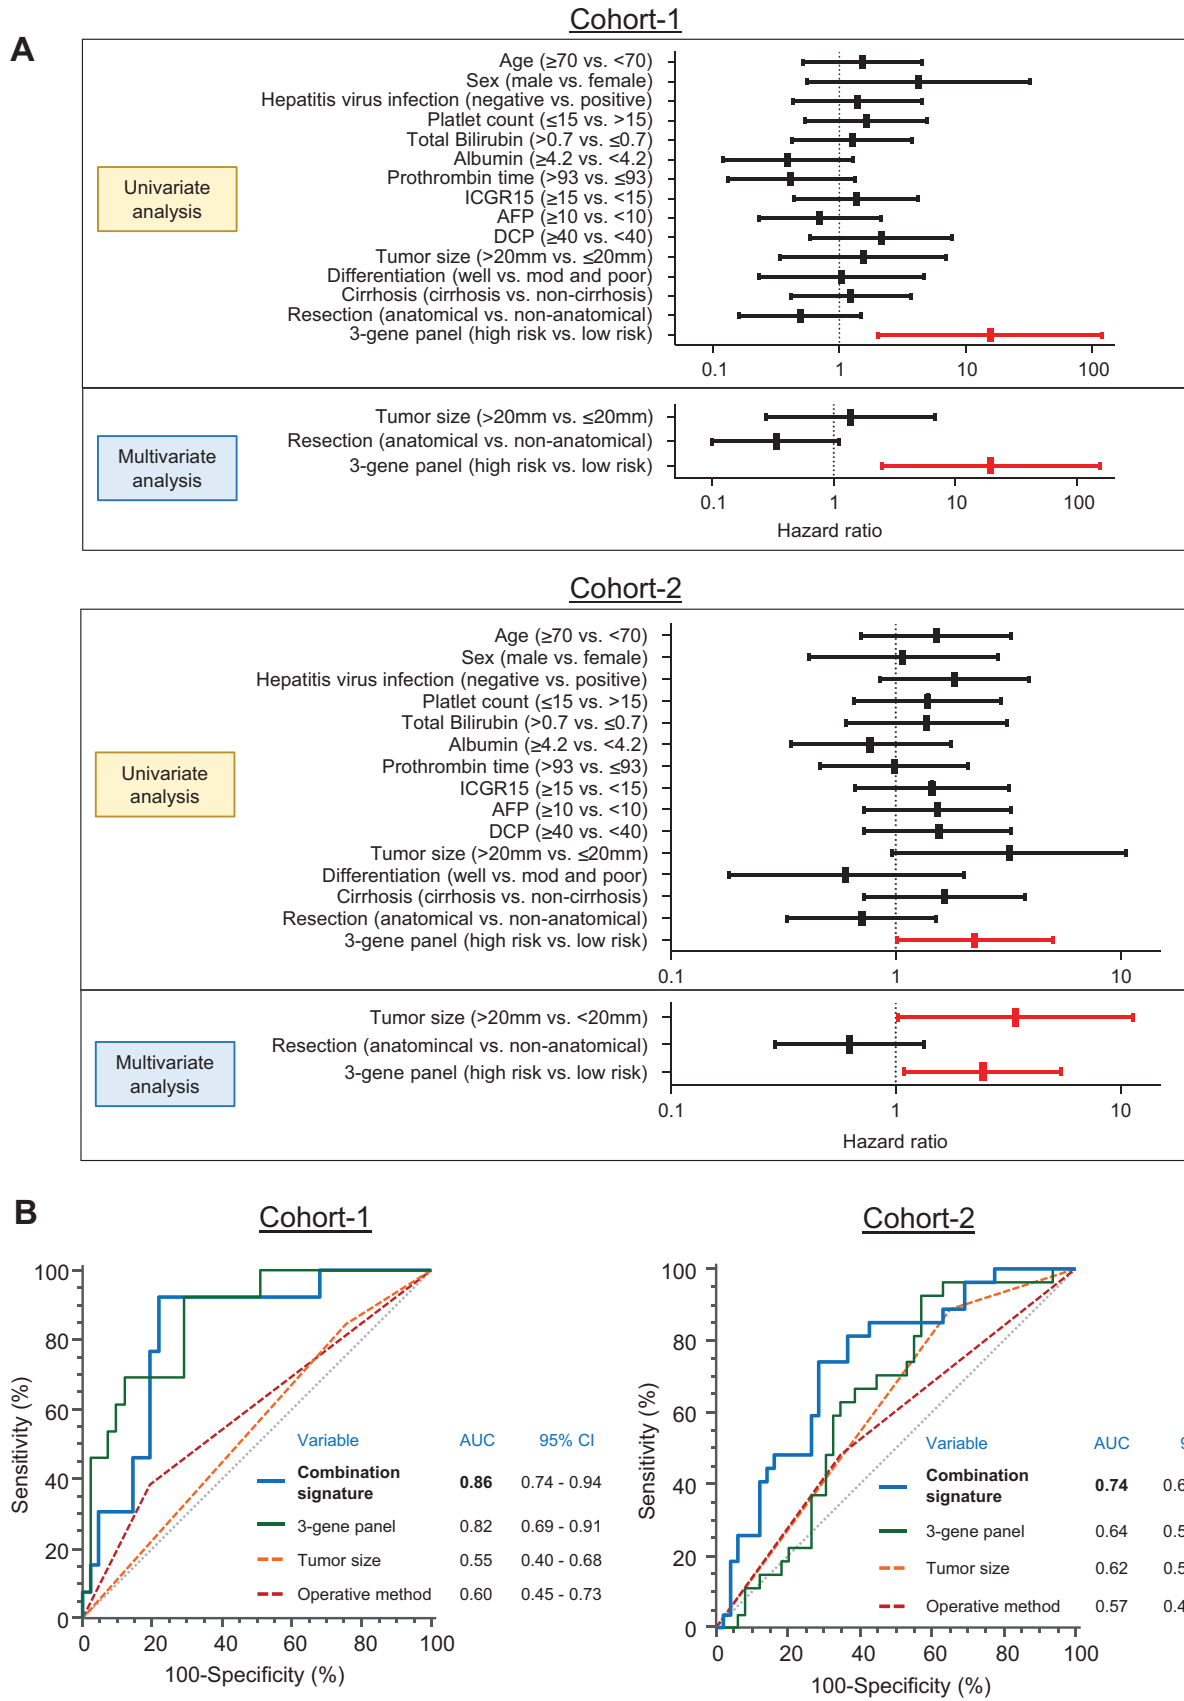 A
Cohort-1
Univariate
analysis
Age (≥70 vs. <70)
Sex (male vs. female)
Hepatitis virus infection (negative vs. positive)
Platlet count (≤15 vs. >15)
Total Bilirubin (>0.7 vs. ≤0.7)
Albumin (≥4.2 vs. <4.2)
Prothrombin time (>93 vs. ≤93)
ICGR15 (≥15 vs. <15)
AFP (≥10 vs. <10)
DCP (≥40 vs. <40)
Tumor size (>20mm vs. ≤20mm)
Differentiation (well vs. mod and poor)
Cirrhosis (cirrhosis vs. non-cirrhosis)
Resection (anatomical vs. non-anatomical)
3-gene panel (high risk vs. low risk)
0.1 1 10 100
Multivariate
analysis
Tumor size (>20mm vs. ≤20mm)
Resection (anatomical vs. non-anatomical)
3-gene panel (high risk vs. low risk)
0.1 1 10 100
Hazard ratio
Cohort-2
Univariate
analysis
Age (≥70 vs. <70)
Sex (male vs. female)
Hepatitis virus infection (negative vs. positive)
Platlet count (≤15 vs. >15)
Total Bilirubin (>0.7 vs. ≤0.7)
Albumin (≥4.2 vs. <4.2)
Prothrombin time (>93 vs. ≤93)
ICGR15 (≥15 vs. <15)
AFP (≥10 vs. <10)
DCP (≥40 vs. <40)
Tumor size (>20mm vs. ≤20mm)
Differentiation (well vs. mod and poor)
Cirrhosis (cirrhosis vs. non-cirrhosis)
Resection (anatomical vs. non-anatomical)
3-gene panel (high risk vs. low risk)
0.1 1 10
Multivariate
analysis
Tumor size (>20mm vs. <20mm)
Resection (anatomincal vs. non-anatomical)
3-gene panel (high risk vs. low risk)
0.1 1 10
Hazard ratio
B
Cohort-1
Sensitivity (%)
100
80
60
40
20
0
0 20 40 60 80 100
100-Specificity (%)
Variable AUC 95% CI
Combination
signature 0.86 0.74 - 0.94
3-gene panel 0.82 0.69 - 0.91
Tumor size 0.55 0.40 - 0.68
Operative method 0.60 0.45 - 0.73
Cohort-2
Sensitivity (%)
100
80
60
40
20
0
0 20 40 60 80 100
100-Specificity (%)
Variable AUC 9
Combination
signature 0.74 0.6
3-gene panel 0.64 0.5
Tumor size 0.62 0.5
Operative method 0.57 0.4